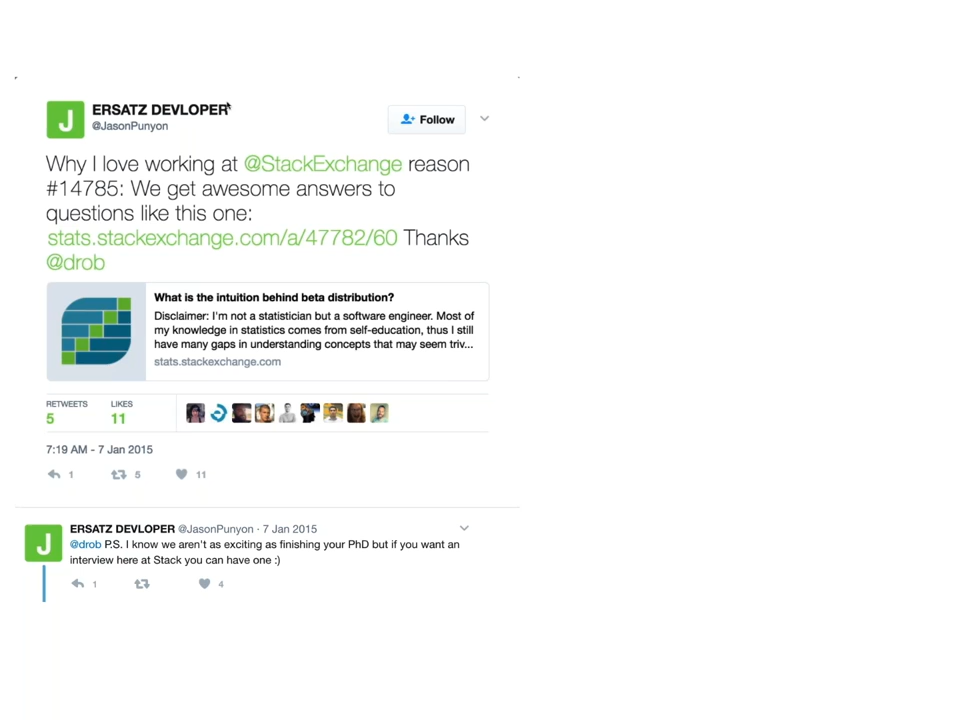 J
ERSATZ DEVLOPER
@JasonPunyon
Follow
Why I love working at @StackExchange reason
#14785: We get awesome answers to
questions like this one:
stats.stackexchange.com/a/47782/60 Thanks
@drob
What is the intuition behind beta distribution?
Disclaimer: I'm not a statistician but a software engineer. Most of
my knowledge in statistics comes from self-education, thus I still
have many gaps in understanding concepts that may seem triv...
stats.stackexchange.com
RETWEETS LIKES
5 11
7:19 AM - 7 Jan 2015
1 5 11
J
ERSATZ DEVLOPER @JasonPunyon · 7 Jan 2015
@drob P.S. I know we aren't as exciting as finishing your PhD but if you want an
interview here at Stack you can have one :)
1 4